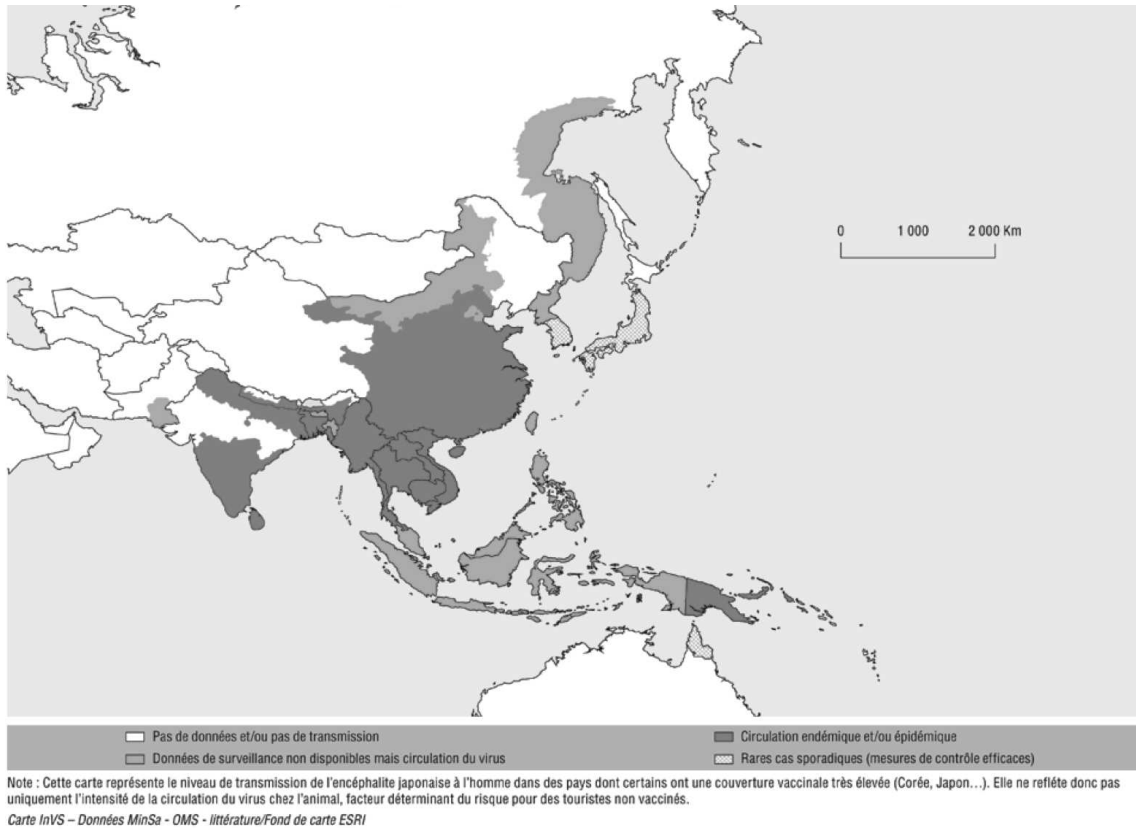 0 1 000 2 000 Km
Pas de données et/ou pas de transmission
Circulation endémique et/ou épidémique
Données de surveillance non disponibles mais circulation du virus
Rares cas sporadiques (mesures de contrôle efficaces)
Note : Cette carte représente le niveau de transmission de l'encéphalite japonaise à l'homme dans des pays dont certains ont une couverture vaccinale très élevée (Corée, Japon…). Elle ne refléte donc pas
uniquement l'intensité de la circulation du virus chez l'animal, facteur déterminant du risque pour des touristes non vaccinés.
Carte InVS – Données MinSa - OMS - littérature/Fond de carte ESRI